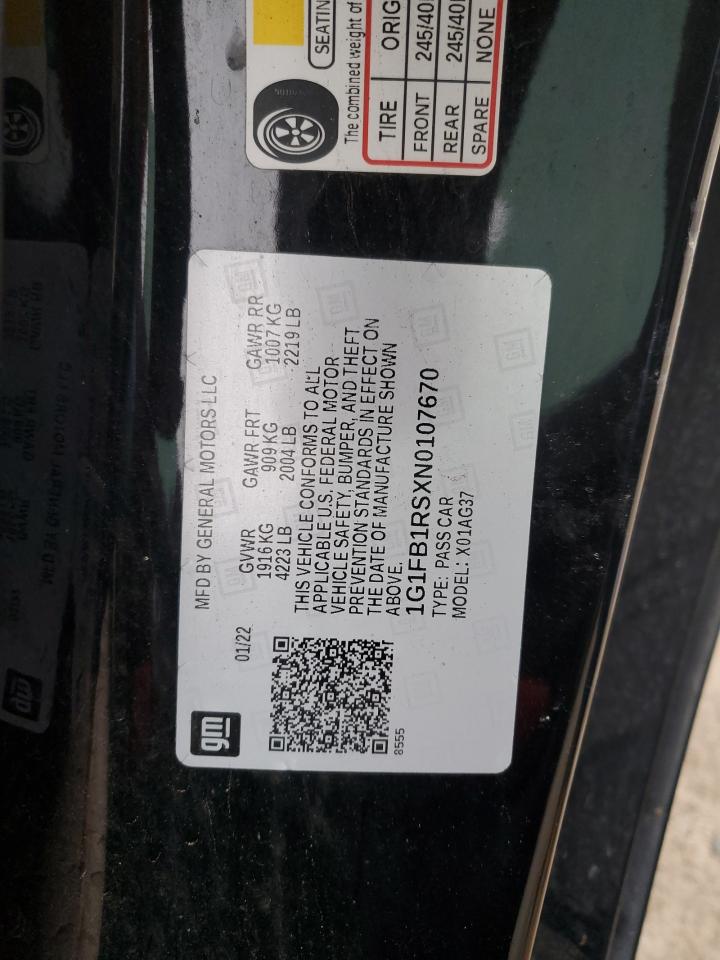 SEATIN
The combined weight of
TIRE ORIG
FRONT 245/40
REAR 245/40
SPARE NONE
MFD BY GENERAL MOTORS LLC
01/22 GVWR GAWR FRT GAWR RR
1916 KG 909 KG 1007 KG
4223 LB 2004 LB 2219 LB
THIS VEHICLE CONFORMS TO ALL
APPLICABLE U.S. FEDERAL MOTOR
VEHICLE SAFETY, BUMPER, AND THEFT
PREVENTION STANDARDS IN EFFECT ON
THE DATE OF MANUFACTURE SHOWN
ABOVE.
1G1FB1RSXN0107670
TYPE: PASS CAR
MODEL: X01AG37
gm
8555